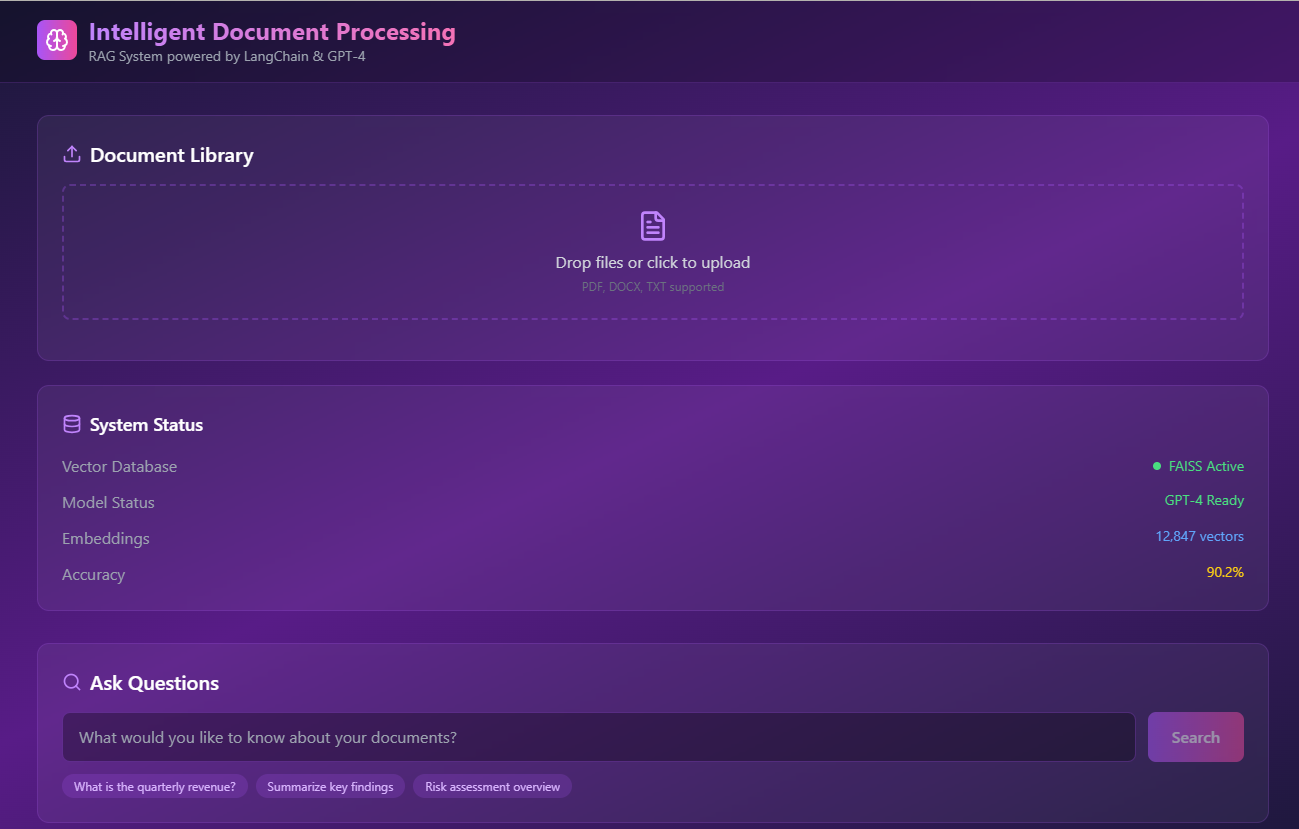 Intelligent Document Processing
RAG System powered by LangChain & GPT-4
Document Library
Drop files or click to upload
PDF, DOCX, TXT supported
System Status
Vector Database
FAISS Active
Model Status
GPT-4 Ready
Embeddings
12,847 vectors
Accuracy
90.2%
Ask Questions
What would you like to know about your documents?
Search
What is the quarterly revenue?
Summarize key findings
Risk assessment overview